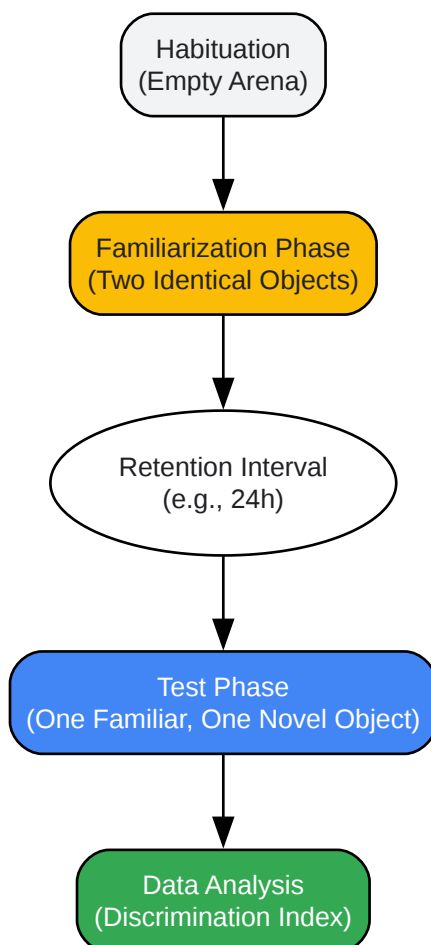 Habituation
(Empty Arena)
Familiarization Phase
(Two Identical Objects)
Retention Interval
(e.g., 24h)
Test Phase
(One Familiar, One Novel Object)
Data Analysis
(Discrimination Index)